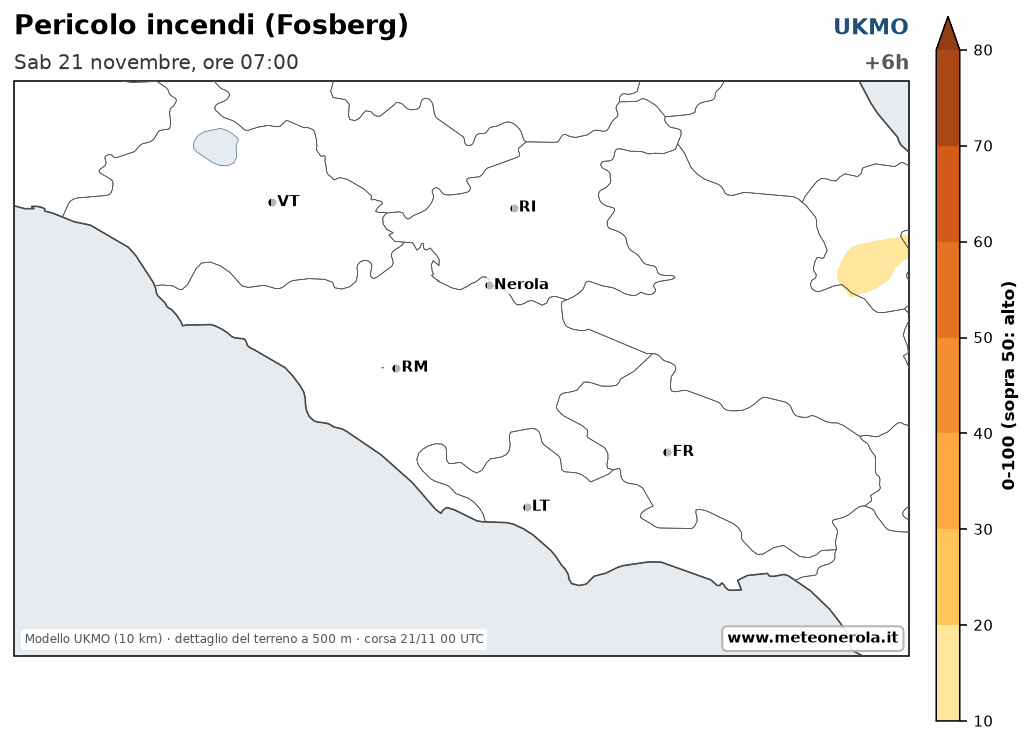 Pericolo incendi (Fosberg)
UKMO
Sab 21 novembre, ore 07:00
+6h
VT
RI
Nerola
RM
FR
LT
Modello UKMO (10 km) · dettaglio del terreno a 500 m · corsa 21/11 00 UTC
www.meteonerola.it
80
70
60
50
40
30
20
10
0-100 (sopra 50: alto)